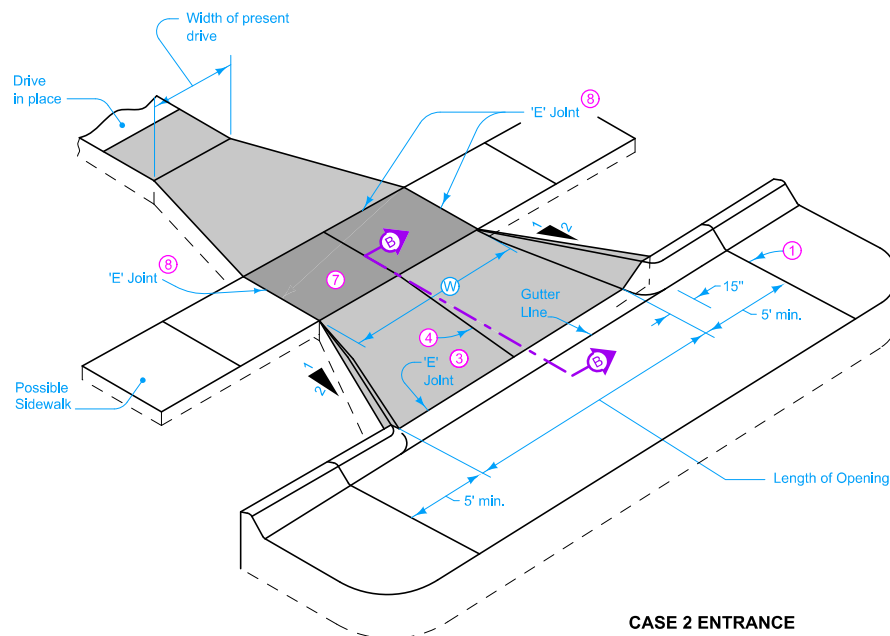 Width of present
drive
Drive
in place
'E' Joint 8
1
2
B
1
'E' Joint 8
7
W
15"
Gutter
LIne
5' min.
4
3
'E'
Joint
B
1
2
Possible
Sidewalk
Length of Opening
5' min.
CASE 2 ENTRANCE